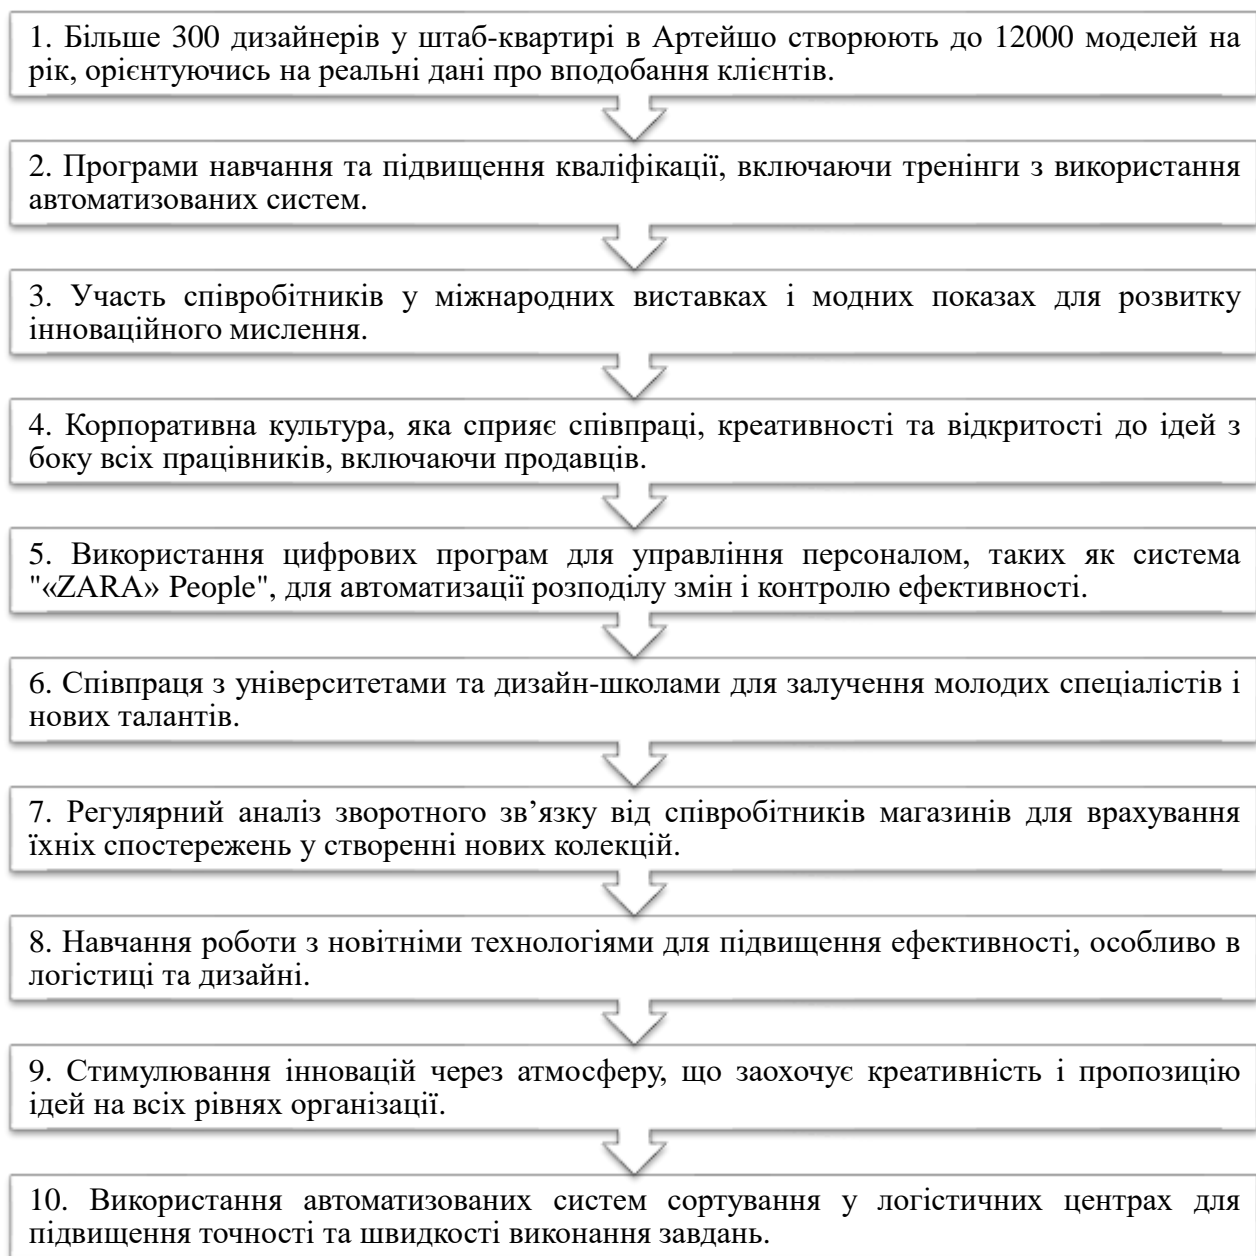 1. Більше 300 дизайнерів у штаб-квартирі в Артейшо створюють до 12000 моделей на
рік, орієнтуючись на реальні дані про вподобання клієнтів.
2. Програми навчання та підвищення кваліфікації, включаючи тренінги з використання
автоматизованих систем.
3. Участь співробітників у міжнародних виставках і модних показах для розвитку
інноваційного мислення.
4. Корпоративна культура, яка сприяє співпраці, креативності та відкритості до ідей з
боку всіх працівників, включаючи продавців.
5. Використання цифрових програм для управління персоналом, таких як система
"«ZARA» People", для автоматизації розподілу змін і контролю ефективності.
6. Співпраця з університетами та дизайн-школами для залучення молодих спеціалістів і
нових талантів.
7. Регулярний аналіз зворотного зв’язку від співробітників магазинів для врахування
їхніх спостережень у створенні нових колекцій.
8. Навчання роботи з новітніми технологіями для підвищення ефективності, особливо в
логістиці та дизайні.
9. Стимулювання інновацій через атмосферу, що заохочує креативність і пропозицію
ідей на всіх рівнях організації.
10. Використання автоматизованих систем сортування у логістичних центрах для
підвищення точності та швидкості виконання завдань.